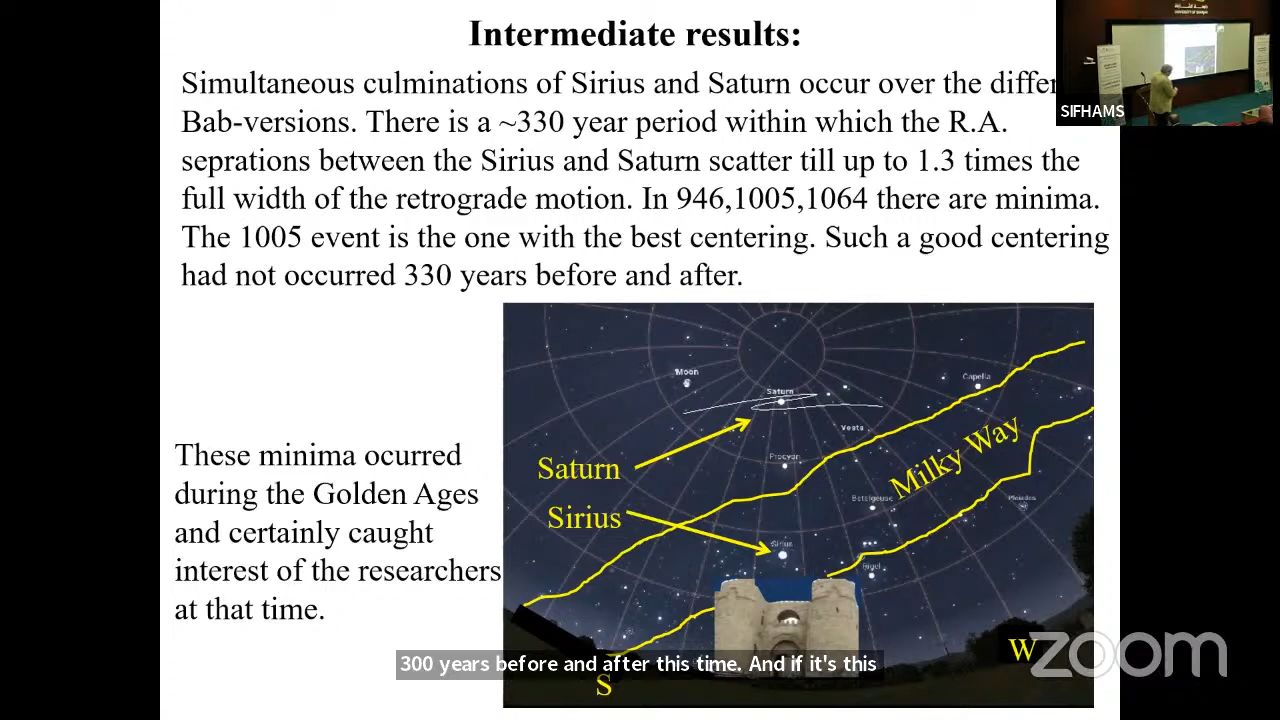 Intermediate results:
Simultaneous culminations of Sirius and Saturn occur over the differ
Bab-versions. There is a ~330 year period within which the R.A.
seprations between the Sirius and Saturn scatter till up to 1.3 times the
full width of the retrograde motion. In 946,1005,1064 there are minima.
The 1005 event is the one with the best centering. Such a good centering
had not occurred 330 years before and after.
SIFHAMS
These minima ocurred
during the Golden Ages
and certainly caught
interest of the researchers
at that time.
Moon
Saturn
Capella
Vesta
Procyon
Saturn
Milky Way
Betelgeuse
Pleiades
Sirius
Sirius
Rigel
W
zoom
300 years before and after this time. And if it's this
S